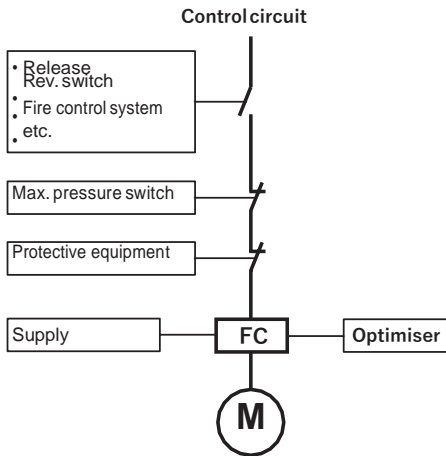 Control circuit
• Release
Rev. switch
• Fire control system
• etc.
•
Max. pressure switch
Protective equipment
Supply
FC
Optimiser
M